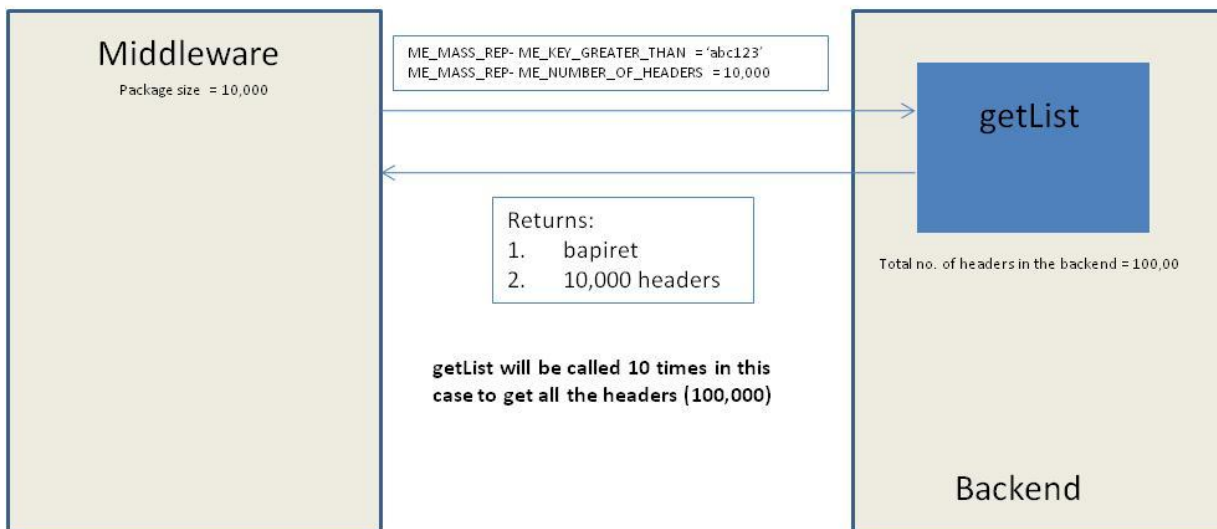 Middleware
Package size = 10,000
ME_MASS_REP- ME_KEY_GREATER_THAN = ‘abc123’
ME_MASS_REP- ME_NUMBER_OF_HEADERS = 10,000
getList
Returns:
1. bapiret
2. 10,000 headers
Total no. of headers in the backend = 100,00
getList will be called 10 times in this
case to get all the headers (100,000)
Backend